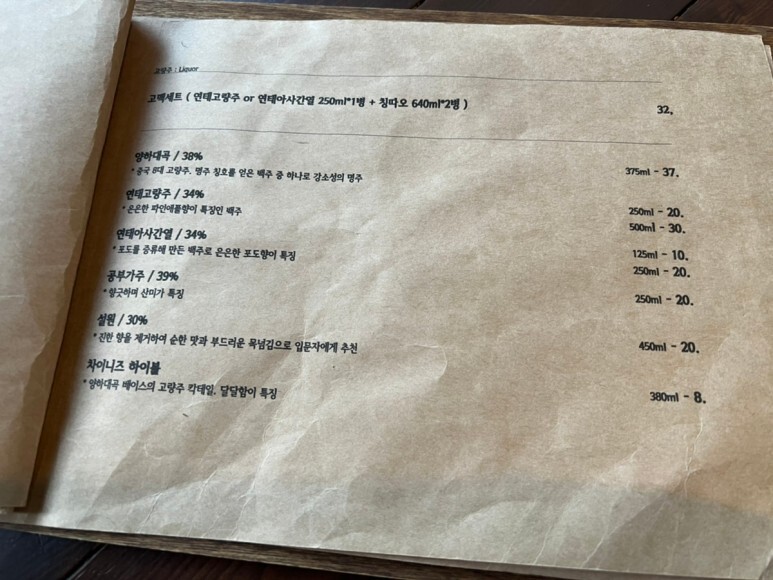 고량주 : Liquor
고맥세트 ( 연태고량주 or 연태아사간열 250ml*1병 + 칭따오 640ml*2병 ) 32.
양하대곡 / 38%
* 중국 8대 고량주. 명주 칭호를 얻은 백주 중 하나로 강소성의 명주 375ml - 37.
연태고량주 / 34%
* 은은한 파인애플향이 특징인 백주 250ml - 20.
500ml - 30.
연태아사간열 / 34%
* 포도를 증류해 만든 백주로 은은한 포도향이 특징 125ml - 10.
250ml - 20.
공부가주 / 39%
* 향긋하며 산미가 특징 250ml - 20.
설원 / 30%
* 진한 향을 제거하여 순한 맛과 부드러운 목넘김으로 입문자에게 추천 450ml - 20.
차이니즈 하이볼
* 양하대곡 베이스의 고량주 칵테일. 달달함이 특징 380ml - 8.